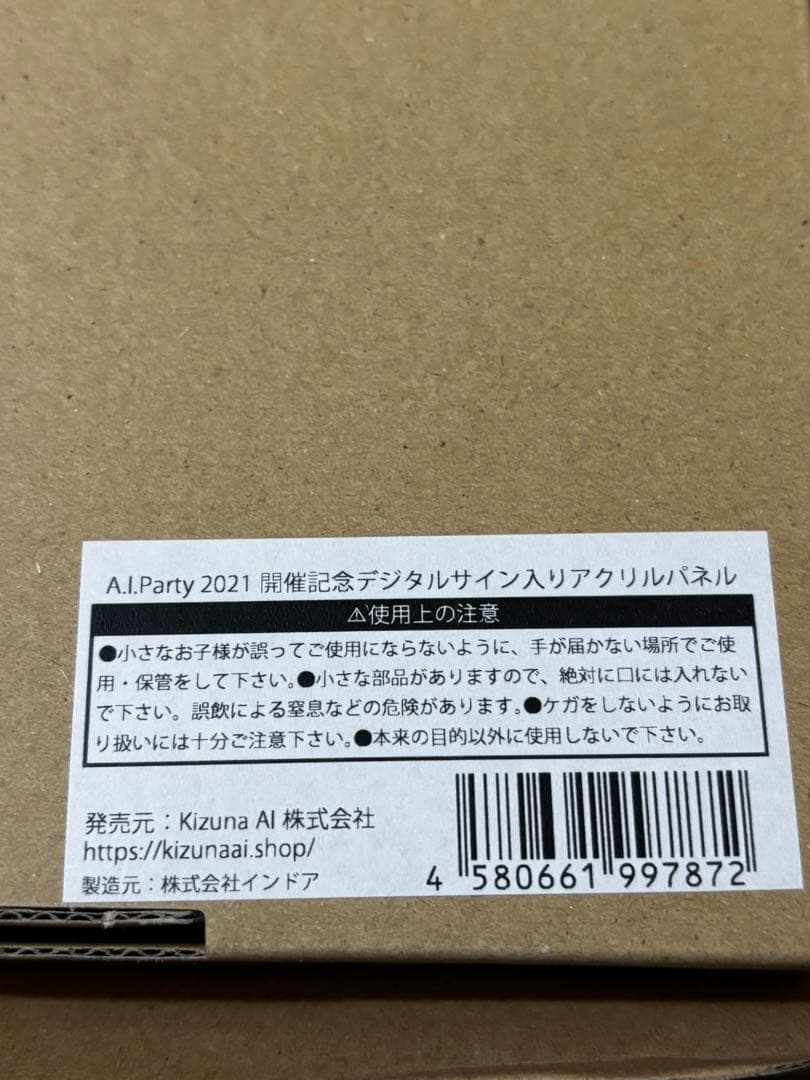 A.I.Party 2021 開催記念デジタルサイン入りアクリルパネル
⚠使用上の注意
●小さなお子様が誤ってご使用にならないように、手が届かない場所でご使
用・保管をして下さい。●小さな部品がありますので、絶対に口には入れない
で下さい。誤飲による窒息などの危険があります。●ケガをしないようにお取
り扱いには十分ご注意下さい。●本来の目的以外に使用しないで下さい。
発売元：Kizuna AI 株式会社
https://kizunaai.shop/
製造元：株式会社インドア
4 580661 997872